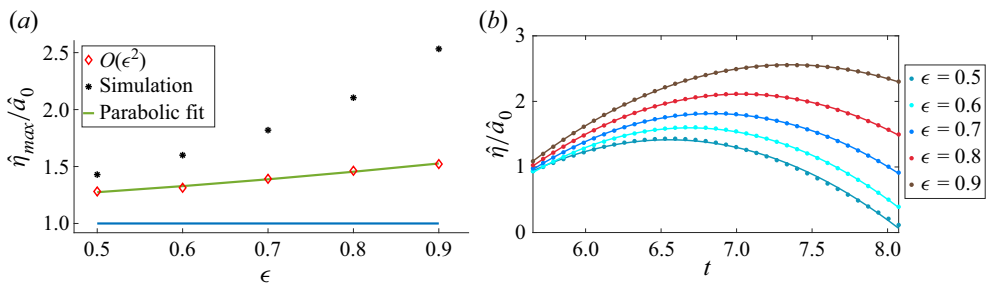 (a)
η̂max/â0
2.5
2.0
1.5
1.0
O(ϵ²)
Simulation
Parabolic fit
0.5 0.6 0.7 0.8 0.9
ϵ
(b)
η̂/â0
3
2
1
0
6.0 6.5 7.0 7.5 8.0
t
ϵ = 0.5
ϵ = 0.6
ϵ = 0.7
ϵ = 0.8
ϵ = 0.9